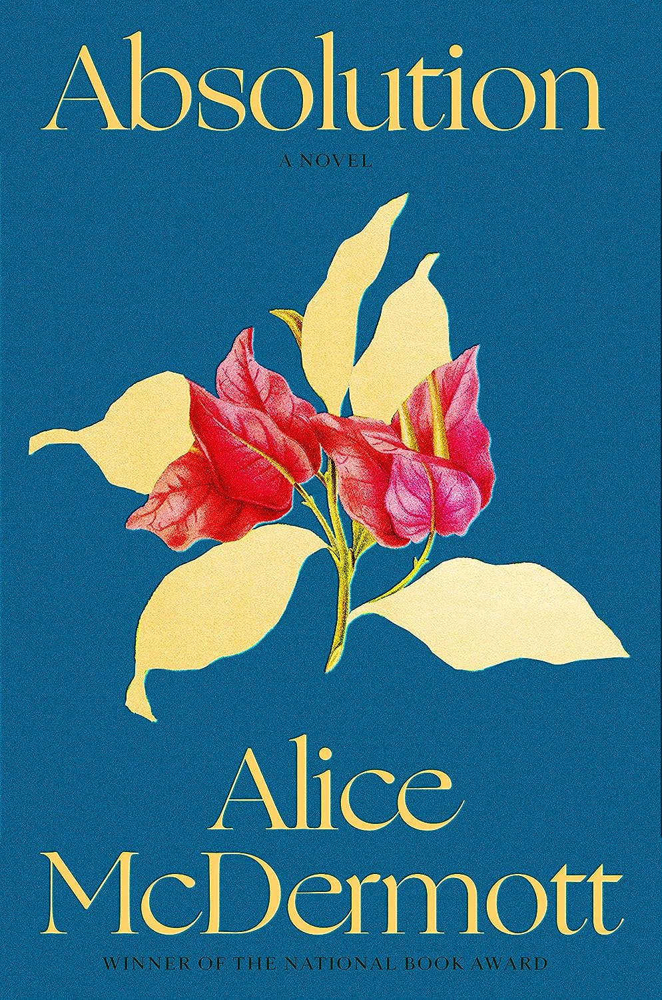 Absolution
A NOVEL
Alice
McDermott
WINNER OF THE NATIONAL BOOK AWARD